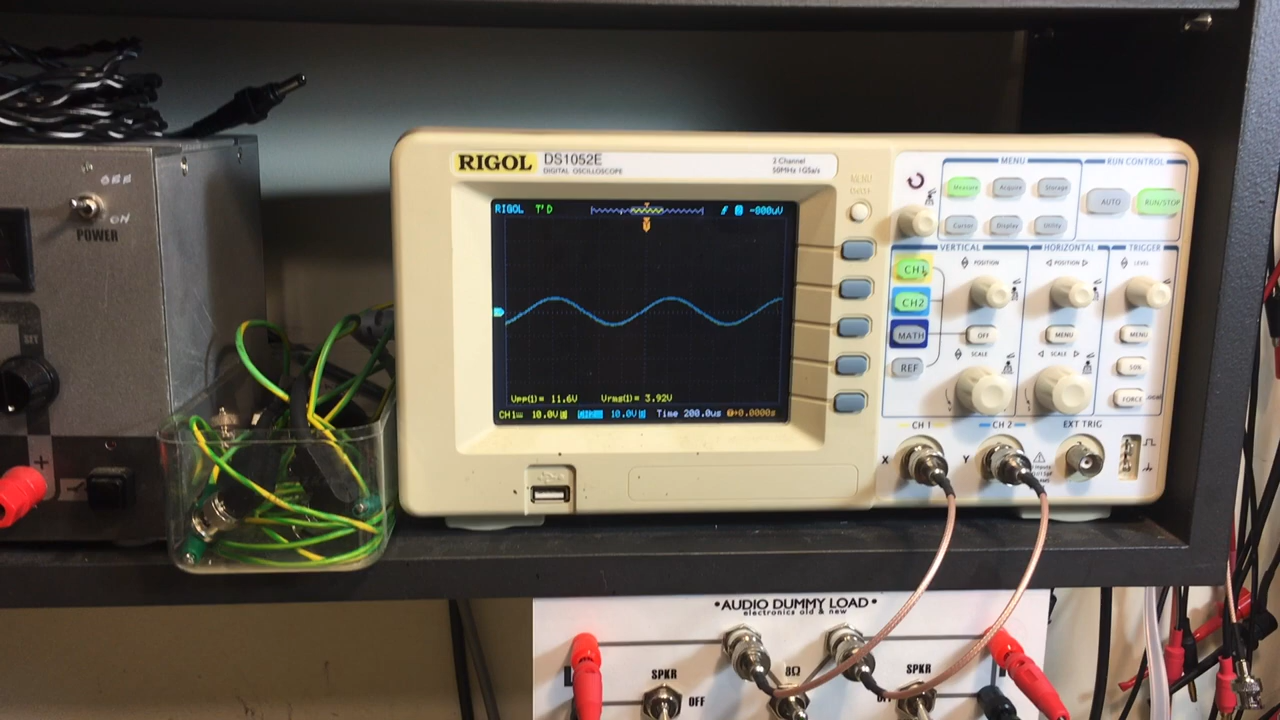 OFF
ON
POWER
SET
+
RIGOL DS1052E
DIGITAL OSCILLOSCOPE
2 Channel
50MHz 1GSa/s
RIGOL T'D
Vpp(1)= 11.6V Vrms(1)= 3.92V
CH1 10.0V 10.0V Time 200.0us 0.0000s
MENU
RUN CONTROL
Measure Acquire Storage
AUTO RUN/STOP
Cursor Display Utility
VERTICAL HORIZONTAL TRIGGER
POSITION POSITION LEVEL
CH1
CH2
MATH OFF MENU MENU
SCALE SCALE
REF 50%
FORCE
CH 1 CH 2 EXT TRIG
X Y
•AUDIO DUMMY LOAD•
electronics old & new
SPKR 8Ω SPKR
OFF